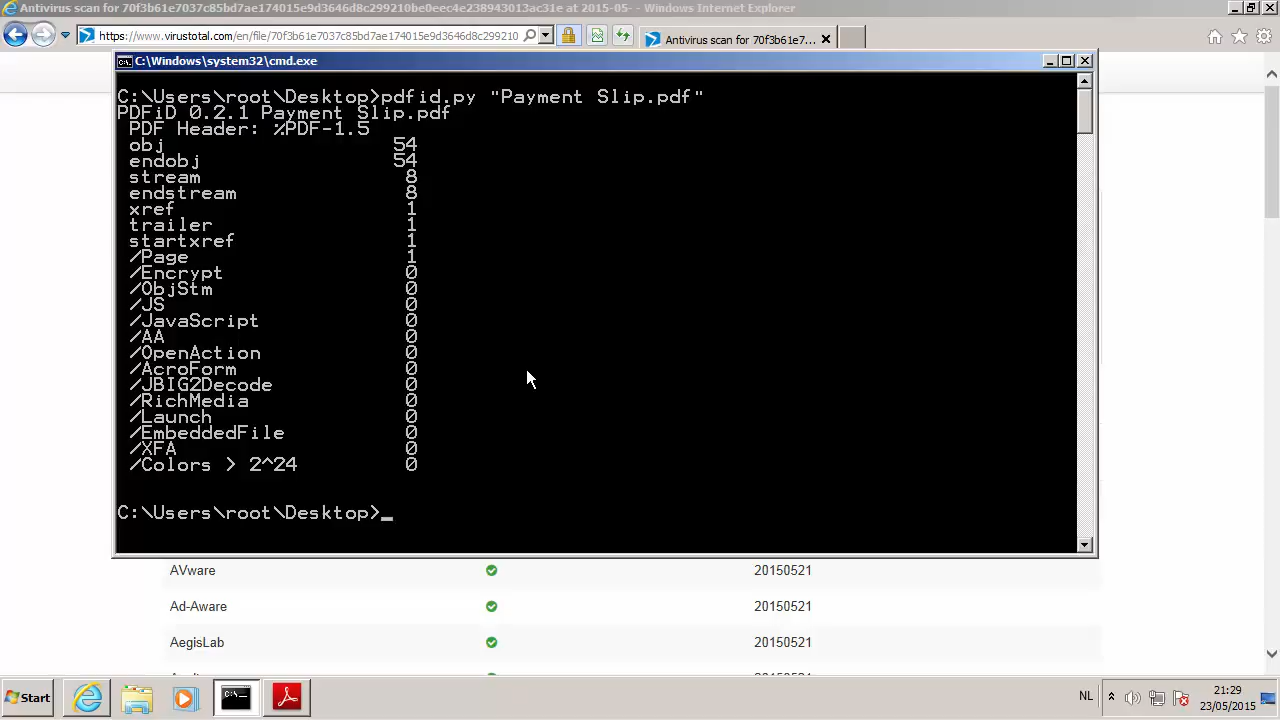 Antivirus scan for 70f3b61e7037c85bd7ae174015e9d3646d8c299210be0eec4e238943013ac31e at 2015-05- - Windows Internet Explorer
https://www.virustotal.com/en/file/70f3b61e7037c85bd7ae174015e9d3646d8c299210
Antivirus scan for 70f3b61e7...
C:\Windows\system32\cmd.exe
C:\Users\root\Desktop>pdfid.py "Payment Slip.pdf"
PDFiD 0.2.1 Payment Slip.pdf
PDF Header: %PDF-1.5
obj 54
endobj 54
stream 8
endstream 8
xref 1
trailer 1
startxref 1
/Page 1
/Encrypt 0
/ObjStm 0
/JS 0
/JavaScript 0
/AA 0
/OpenAction 0
/AcroForm 0
/JBIG2Decode 0
/RichMedia 0
/Launch 0
/EmbeddedFile 0
/XFA 0
/Colors > 2^24 0
C:\Users\root\Desktop>_
AVware 20150521
Ad-Aware 20150521
AegisLab 20150521
Start
NL
21:29
23/05/2015